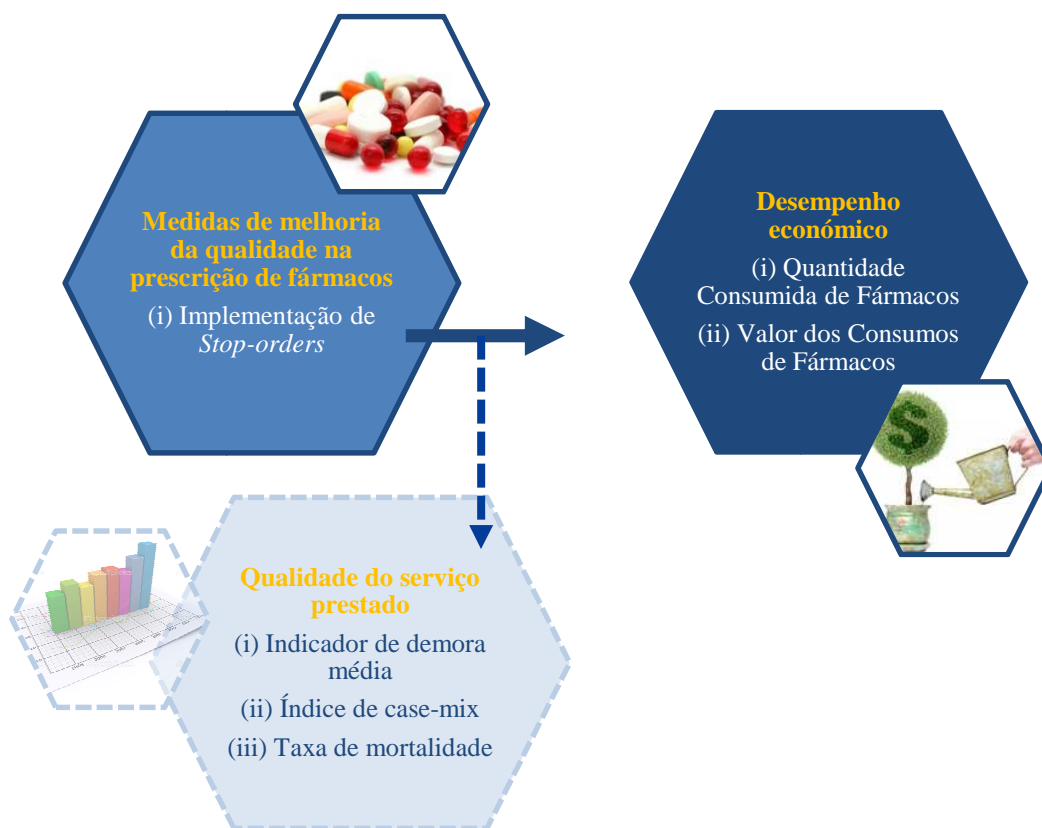 Medidas de melhoria
da qualidade na
prescrição de fármacos
(i) Implementação de
Stop-orders
Desempenho
económico
(i) Quantidade
Consumida de Fármacos
(ii) Valor dos Consumos
de Fármacos
$
Qualidade do serviço
prestado
(i) Indicador de demora
média
(ii) Índice de case-mix
(iii) Taxa de mortalidade